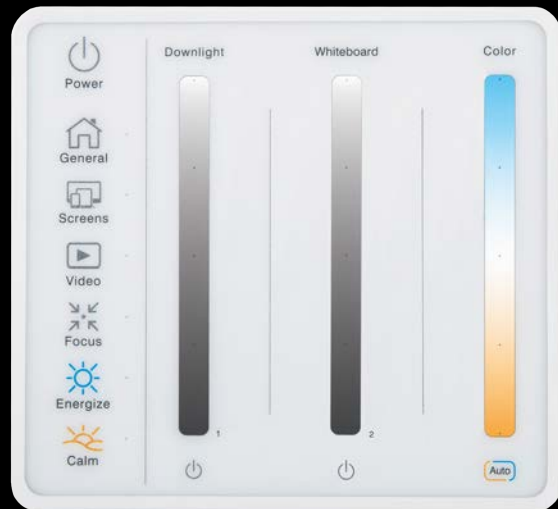 Power
General
Screens
Video
Focus
Energize
Calm
Downlight
1
Whiteboard
2
Color
Auto